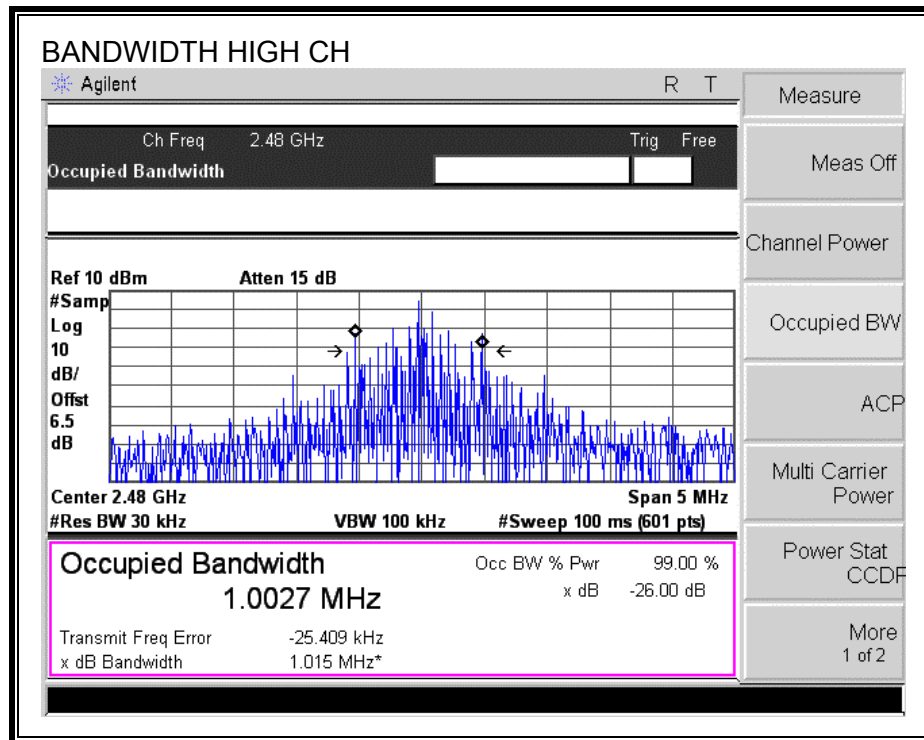 BANDWIDTH HIGH CH
Agilent
R T
Ch Freq 2.48 GHz Trig Free
Occupied Bandwidth
Ref 10 dBm Atten 15 dB
#Samp
Log
10
dB/
Offst
6.5
dB
Center 2.48 GHz Span 5 MHz
#Res BW 30 kHz VBW 100 kHz #Sweep 100 ms (601 pts)
Occupied Bandwidth
1.0027 MHz
Occ BW % Pwr 99.00 %
x dB -26.00 dB
Transmit Freq Error -25.409 kHz
x dB Bandwidth 1.015 MHz*
Measure
Meas Off
Channel Power
Occupied BW
ACP
Multi Carrier
Power
Power Stat
CCDF
More
1 of 2